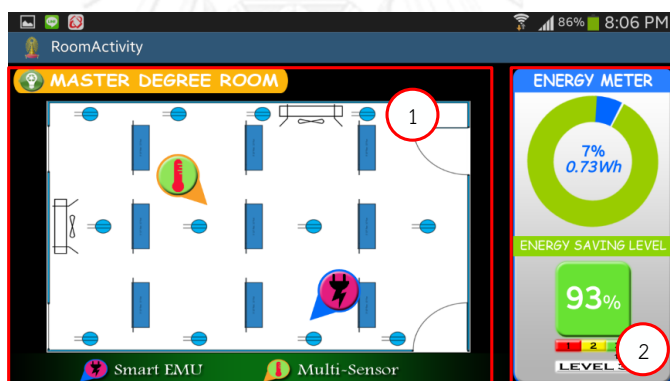 86% 8:06 PM
RoomActivity
MASTER DEGREE ROOM
1
Smart EMU
Multi-Sensor
ENERGY METER
7%
0.73Wh
ENERGY SAVING LEVEL
93%
1 2
LEVEL
2